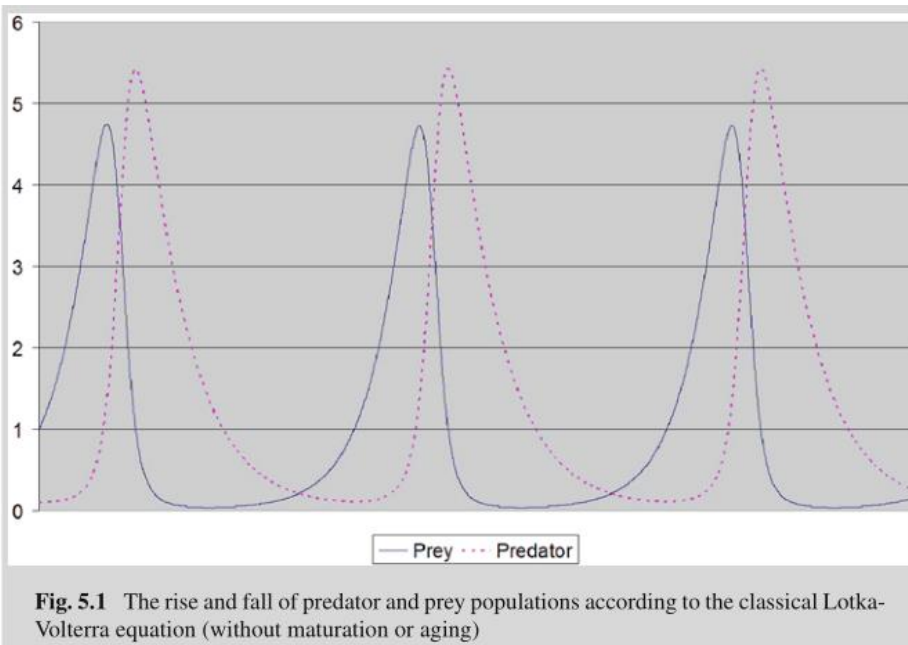 6
5
4
3
2
1
0
Prey Predator
Fig. 5.1 The rise and fall of predator and prey populations according to the classical Lotka-
Volterra equation (without maturation or aging)